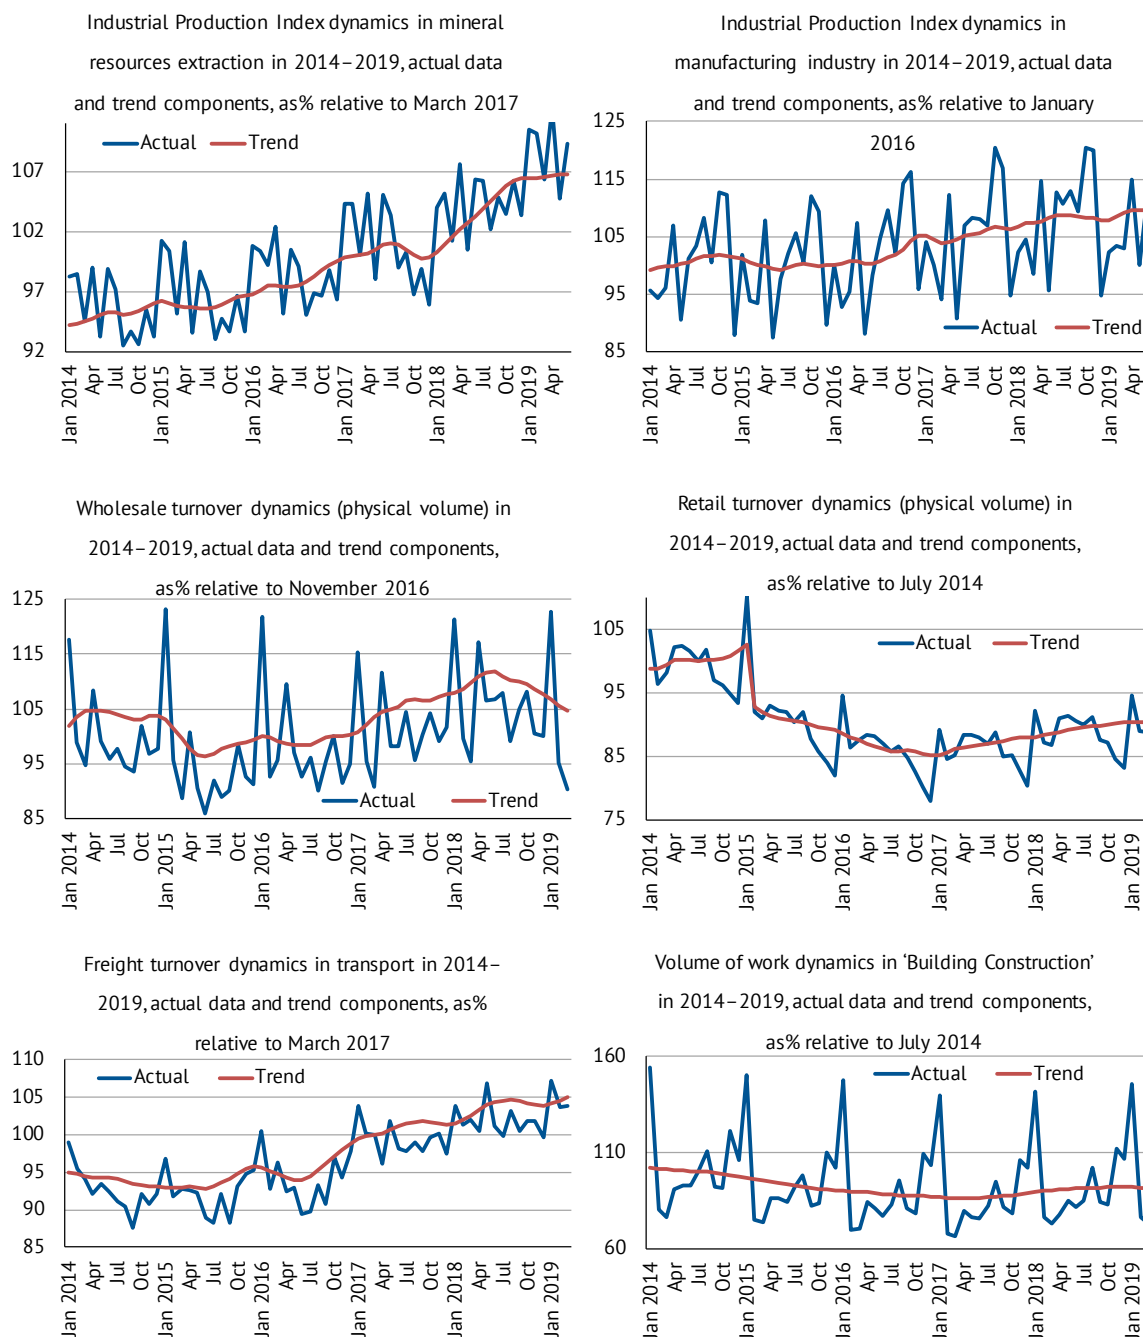 Industrial Production Index dynamics in mineral
resources extraction in 2014–2019, actual data
and trend components, as% relative to March 2017
Actual Trend
107
102
97
92
Jan 2014 Apr Jul Oct Jan 2015 Apr Jul Oct Jan 2016 Apr Jul Oct Jan 2017 Apr Jul Oct Jan 2018 Apr Jul Oct Jan 2019 Apr
Industrial Production Index dynamics in
manufacturing industry in 2014–2019, actual data
and trend components, as% relative to January
2016
125
115
105
95
85
Actual Trend
Jan 2014 Apr Jul Oct Jan 2015 Apr Jul Oct Jan 2016 Apr Jul Oct Jan 2017 Apr Jul Oct Jan 2018 Apr Jul Oct Jan 2019 Apr
Wholesale turnover dynamics (physical volume) in
2014–2019, actual data and trend components,
as% relative to November 2016
125
115
105
95
85
Actual Trend
Jan 2014 Apr Jul Oct Jan 2015 Apr Jul Oct Jan 2016 Apr Jul Oct Jan 2017 Apr Jul Oct Jan 2018 Apr Jul Oct Jan 2019
Retail turnover dynamics (physical volume) in
2014–2019, actual data and trend components,
as% relative to July 2014
105
95
85
75
Actual Trend
Jan 2014 Apr Jul Oct Jan 2015 Apr Jul Oct Jan 2016 Apr Jul Oct Jan 2017 Apr Jul Oct Jan 2018 Apr Jul Oct Jan 2019
Freight turnover dynamics in transport in 2014–
2019, actual data and trend components, as%
relative to March 2017
110
105
100
95
90
85
Actual Trend
Jan 2014 Apr Jul Oct Jan 2015 Apr Jul Oct Jan 2016 Apr Jul Oct Jan 2017 Apr Jul Oct Jan 2018 Apr Jul Oct Jan 2019
Volume of work dynamics in ‘Building Construction’
in 2014–2019, actual data and trend components,
as% relative to July 2014
160
110
60
Actual Trend
Jan 2014 Apr Jul Oct Jan 2015 Apr Jul Oct Jan 2016 Apr Jul Oct Jan 2017 Apr Jul Oct Jan 2018 Apr Jul Oct Jan 2019